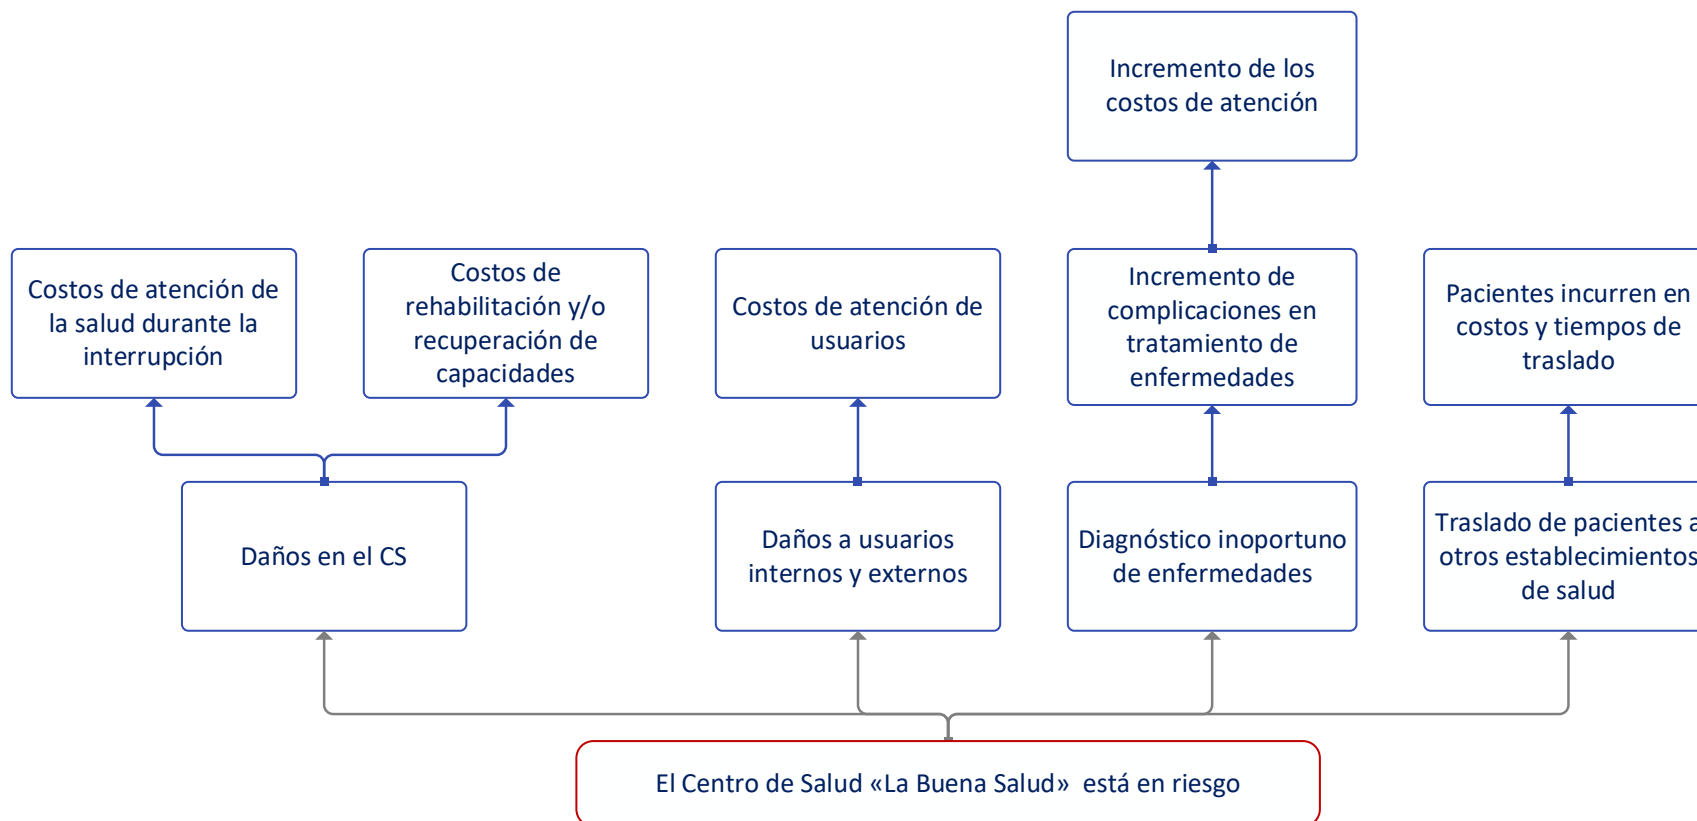 Incremento de los
costos de atención
Costos de atención de
la salud durante la
interrupción
Costos de
rehabilitación y/o
recuperación de
capacidades
Costos de atención de
usuarios
Incremento de
complicaciones en
tratamiento de
enfermedades
Pacientes incurren en
costos y tiempos de
traslado
Daños en el CS
Daños a usuarios
internos y externos
Diagnóstico inoportuno
de enfermedades
Traslado de pacientes a
otros establecimientos
de salud
El Centro de Salud «La Buena Salud» está en riesgo